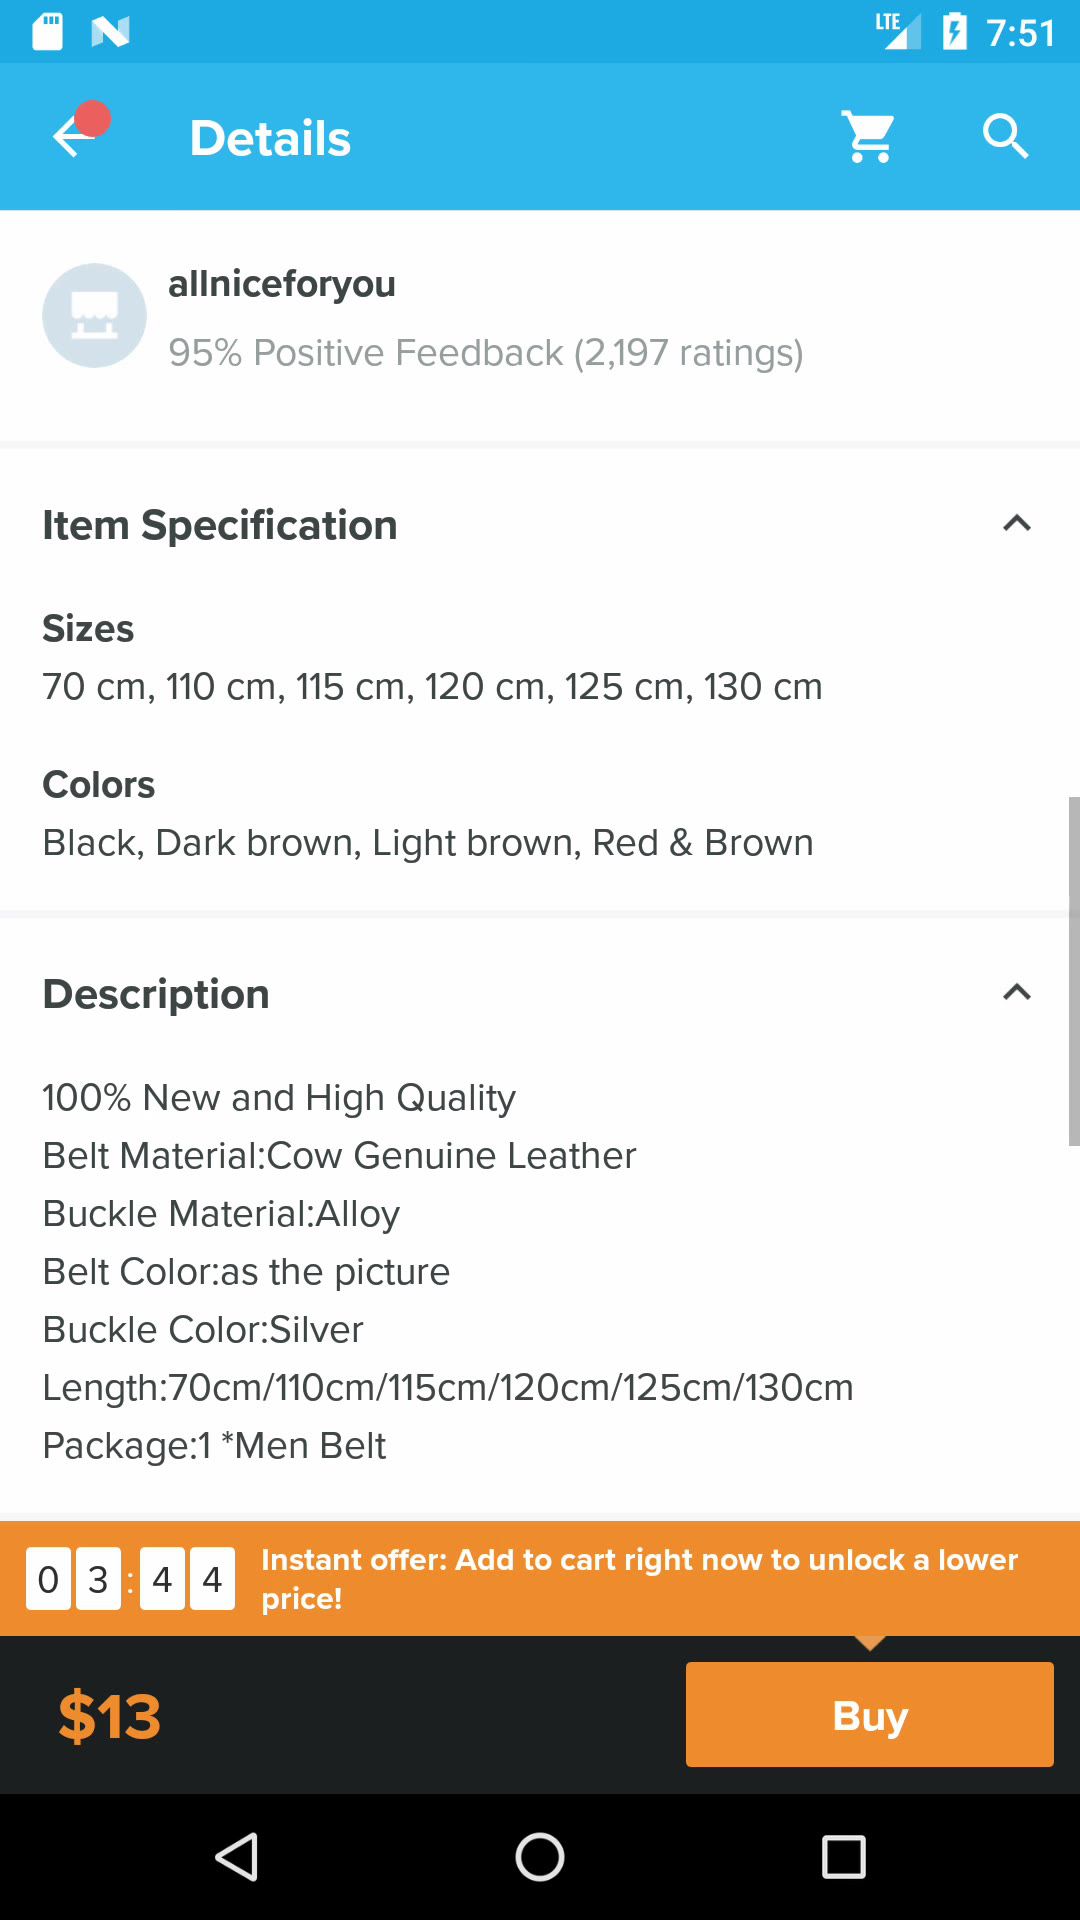 LTE 7:51
Details
allniceforyou
95% Positive Feedback (2,197 ratings)
Item Specification
Sizes
70 cm, 110 cm, 115 cm, 120 cm, 125 cm, 130 cm
Colors
Black, Dark brown, Light brown, Red & Brown
Description
100% New and High Quality
Belt Material:Cow Genuine Leather
Buckle Material:Alloy
Belt Color:as the picture
Buckle Color:Silver
Length:70cm/110cm/115cm/120cm/125cm/130cm
Package:1 *Men Belt
03:44
Instant offer: Add to cart right now to unlock a lower
price!
$13
Buy